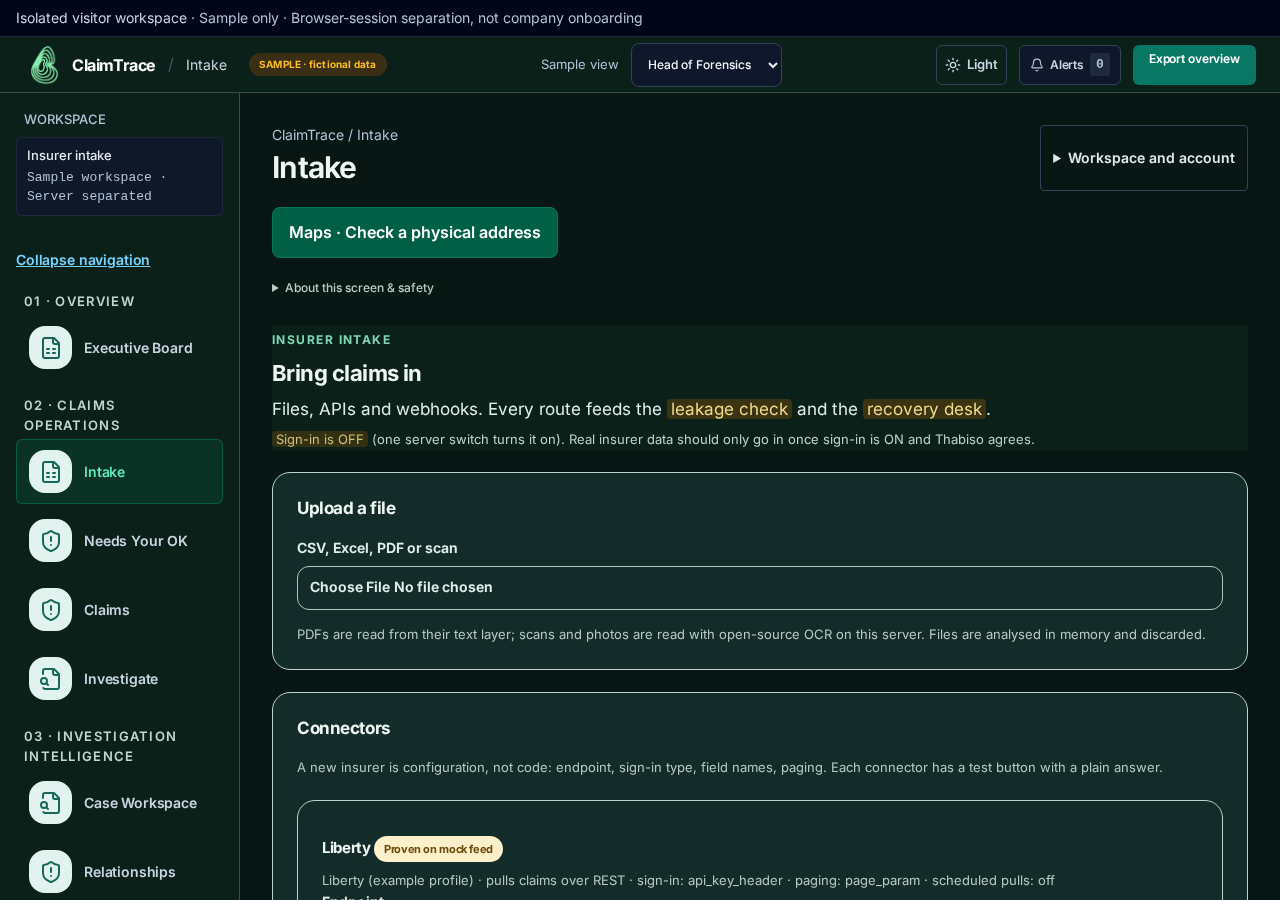 Isolated visitor workspace · Sample only · Browser-session separation, not company onboarding
ClaimTrace / Intake
SAMPLE · fictional data
Sample view
Head of Forensics
Light
Alerts 0
Export overview
WORKSPACE
Insurer intake
Sample workspace ·
Server separated
Collapse navigation
01 · OVERVIEW
Executive Board
02 · CLAIMS
OPERATIONS
Intake
Needs Your OK
Claims
Investigate
03 · INVESTIGATION
INTELLIGENCE
Case Workspace
Relationships
ClaimTrace / Intake
Intake
Workspace and account
Maps · Check a physical address
About this screen & safety
INSURER INTAKE
Bring claims in
Files, APIs and webhooks. Every route feeds the leakage check and the recovery desk.
Sign-in is OFF (one server switch turns it on). Real insurer data should only go in once sign-in is ON and Thabiso agrees.
Upload a file
CSV, Excel, PDF or scan
Choose File No file chosen
PDFs are read from their text layer; scans and photos are read with open-source OCR on this server. Files are analysed in memory and discarded.
Connectors
A new insurer is configuration, not code: endpoint, sign-in type, field names, paging. Each connector has a test button with a plain answer.
Liberty Proven on mock feed
Liberty (example profile) · pulls claims over REST · sign-in: api_key_header · paging: page_param · scheduled pulls: off
Endpoint